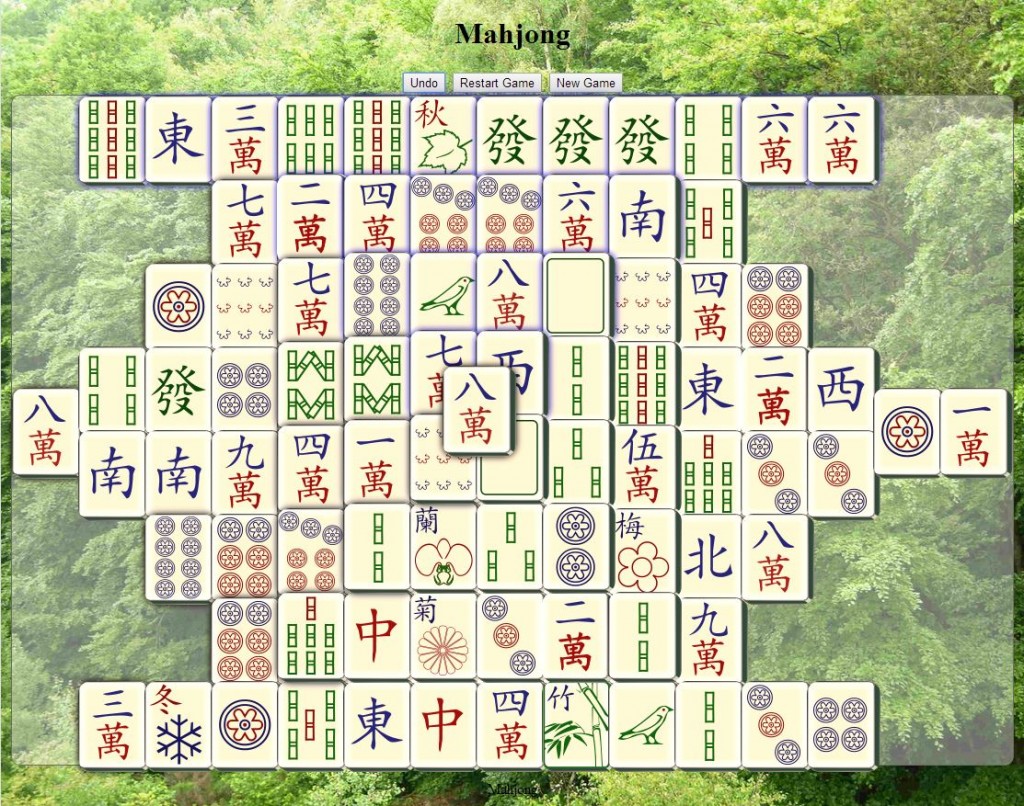 Mahjong
Undo Restart Game New Game
東 三萬 秋 發 發 發 六萬 六萬
七萬 二萬 四萬 六萬 南
七萬 八萬 四萬
發 七萬 西 東 二萬 西
八萬 八萬 一萬
南 南 九萬 四萬 一萬 伍萬
蘭 梅 北 八萬
中 菊 二萬 九萬
三萬 冬 東 中 四萬 竹
Mahjong